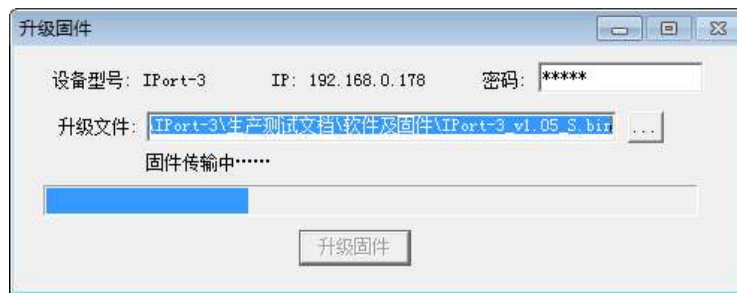 升级固件
设备型号: IPort-3 IP: 192.168.0.178 密码: *****
升级文件: \IPort-3\生产测试文档\软件及固件\IPort-3_v1.05_S.bin ...
固件传输中……
升级固件